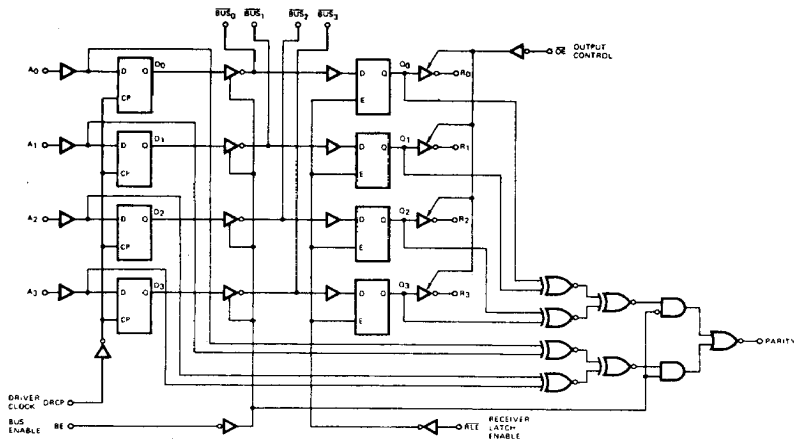 BUS0 BUS1 BUS2 BUS3
A0 D Q D0 D Q Q0 R0 OE OUTPUT CONTROL
CP E
A1 D Q D1 D Q Q1 R1
CP E
A2 D Q D2 D Q Q2 R2
CP E
A3 D Q D3 D Q Q3 R3
CP E
PARITY
DRIVER CLOCK DRCP
BUS ENABLE BE
RLE RECEIVER LATCH ENABLE